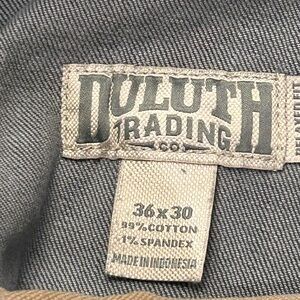 DULUTH
TRADING
CO
36x30
99% COTTON
1% SPANDEX
MADE IN INDONESIA